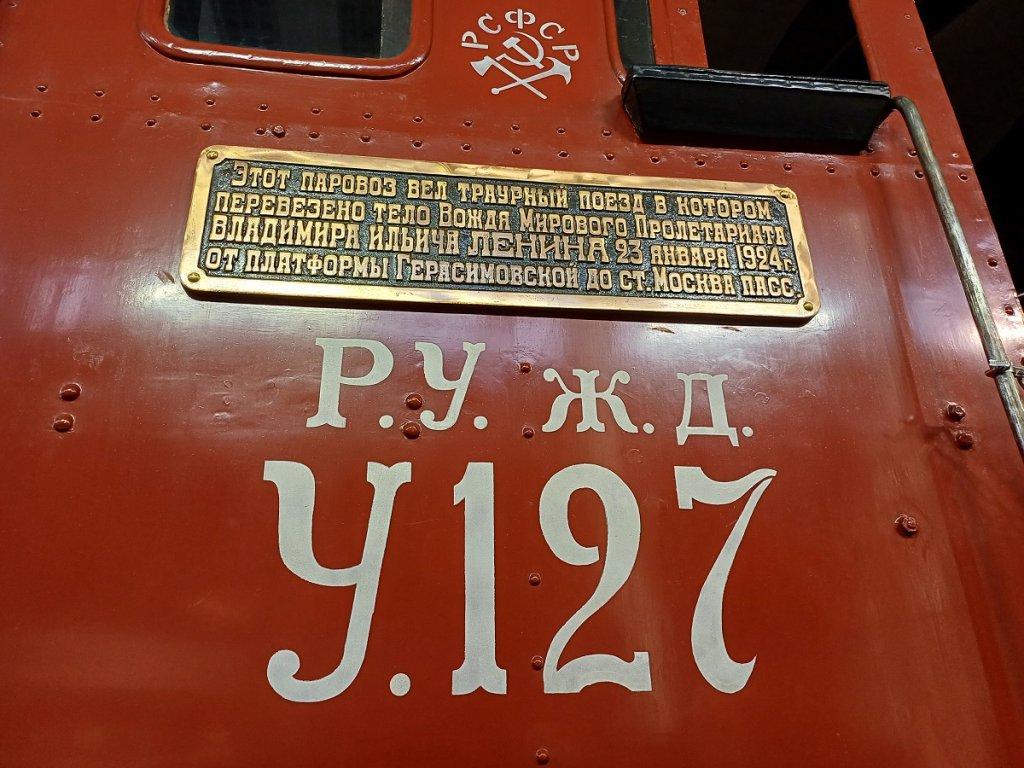 РСФСР
Этот паровоз вел траурный поезд в котором
перевезено тело Вождя Мирового Пролетариата
Владимира Ильича ЛЕНИНА 23 января 1924г.
от платформы Герасимовской до ст. Москва пасс.
Р.У. Ж.Д.
У.127